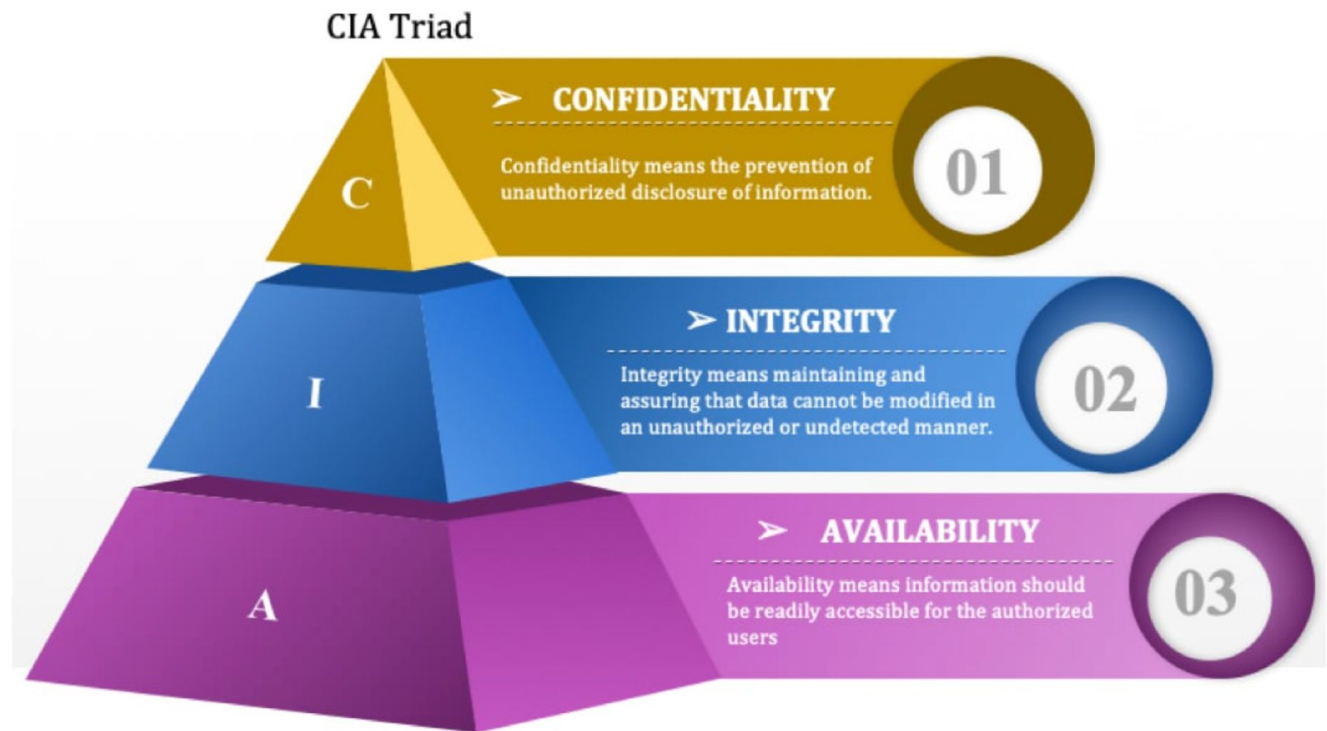 CIA Triad
➢ CONFIDENTIALITY
Confidentiality means the prevention of
unauthorized disclosure of information.
C
01
➢ INTEGRITY
Integrity means maintaining and
assuring that data cannot be modified in
an unauthorized or undetected manner.
I
02
➢ AVAILABILITY
Availability means information should
be readily accessible for the authorized
users
A
03